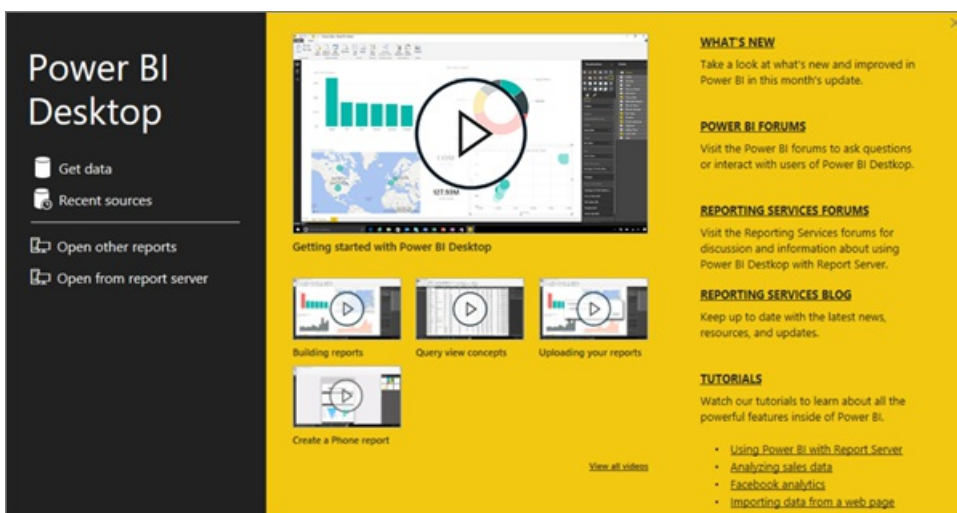 Power BI
Desktop
Get data
Recent sources
Open other reports
Open from report server
Getting started with Power BI Desktop
Building reports
Query view concepts
Uploading your reports
Create a Phone report
View all videos
WHAT'S NEW
Take a look at what's new and improved in
Power BI in this month's update.
POWER BI FORUMS
Visit the Power BI forums to ask questions
or interact with users of Power BI Destkop.
REPORTING SERVICES FORUMS
Visit the Reporting Services forums for
discussion and information about using
Power BI Destkop with Report Server.
REPORTING SERVICES BLOG
Keep up to date with the latest news,
resources, and updates.
TUTORIALS
Watch our tutorials to learn about all the
powerful features inside of Power BI.
• Using Power BI with Report Server
• Analyzing sales data
• Facebook analytics
• Importing data from a web page